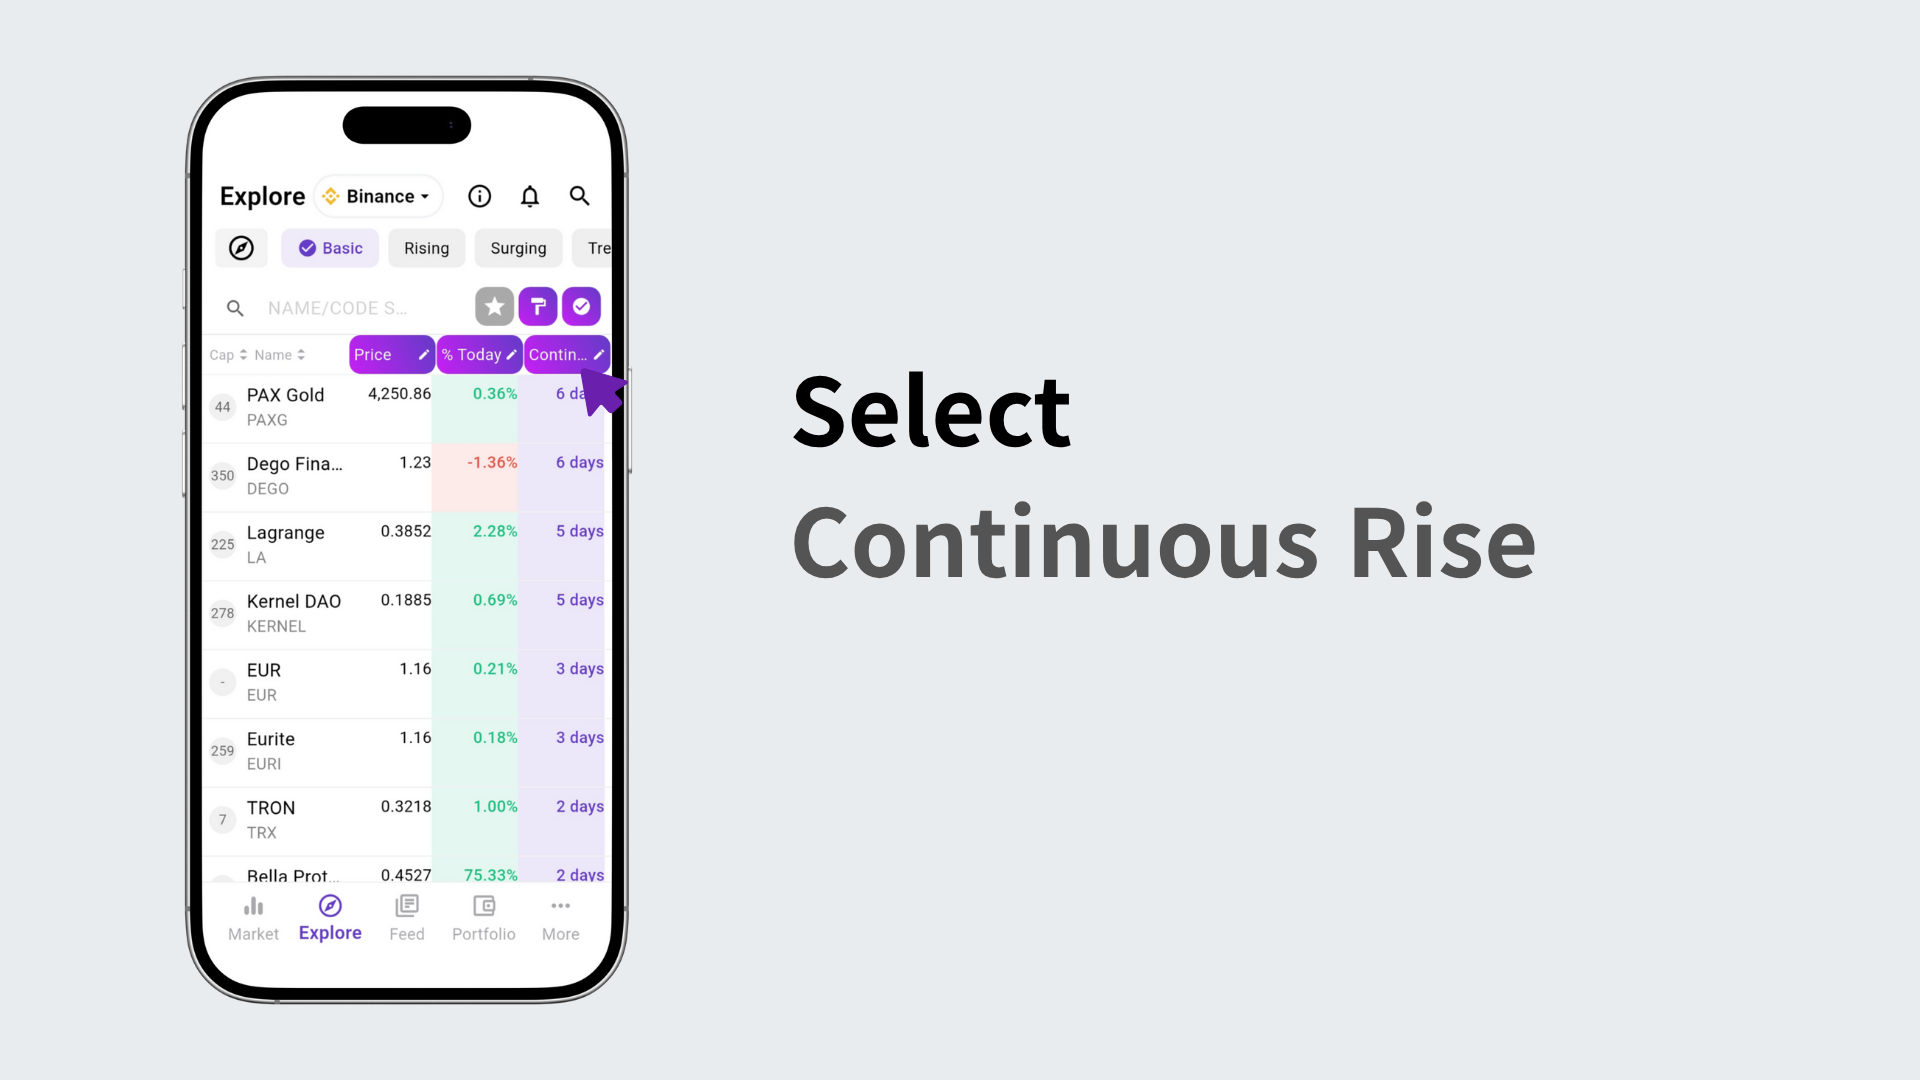 Explore Binance
Basic Rising Surging Tre
NAME/CODE S...
Cap Name Price % Today Contin...
44 PAX Gold 4,250.86 0.36% 6 da
PAXG
350 Dego Fina... 1.23 -1.36% 6 days
DEGO
225 Lagrange 0.3852 2.28% 5 days
LA
278 Kernel DAO 0.1885 0.69% 5 days
KERNEL
- EUR 1.16 0.21% 3 days
EUR
259 Eurite 1.16 0.18% 3 days
EURI
7 TRON 0.3218 1.00% 2 days
TRX
Bella Prot... 0.4527 75.33% 2 days
Market Explore Feed Portfolio More
Select
Continuous Rise